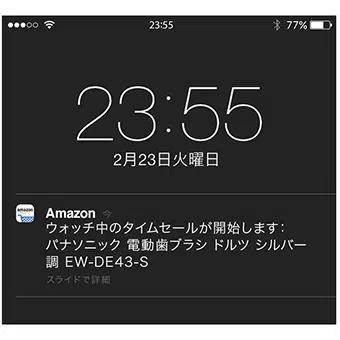 23:55
77%
23:55
2月23日火曜日
amazon
Amazon 今
ウォッチ中のタイムセールが開始します：
パナソニック 電動歯ブラシ ドルツ シルバー
調 EW-DE43-S
スライドで詳細